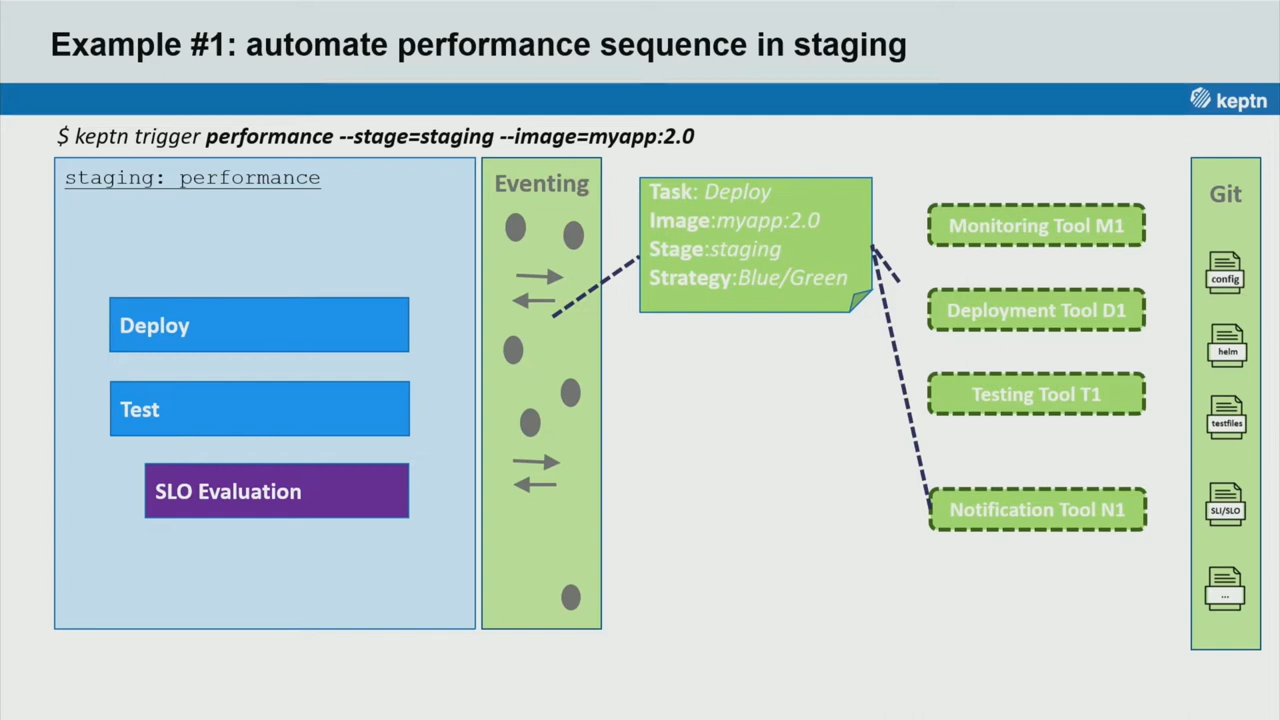 Example #1: automate performance sequence in staging
keptn
$ keptn trigger performance --stage=staging --image=myapp:2.0
staging: performance
Deploy
Test
SLO Evaluation
Eventing
Task: Deploy
Image:myapp:2.0
Stage:staging
Strategy:Blue/Green
Monitoring Tool M1
Deployment Tool D1
Testing Tool T1
Notification Tool N1
Git
config
helm
testfiles
SLI/SLO
...